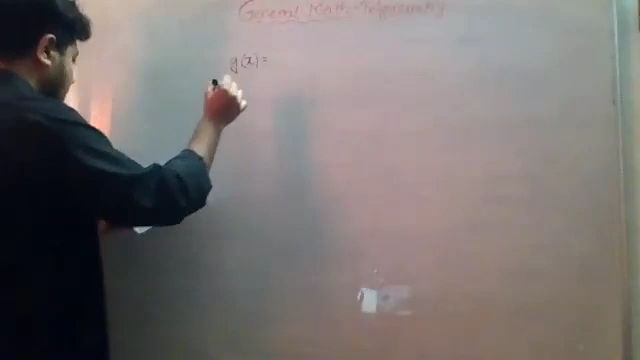 General Math
g(x) =